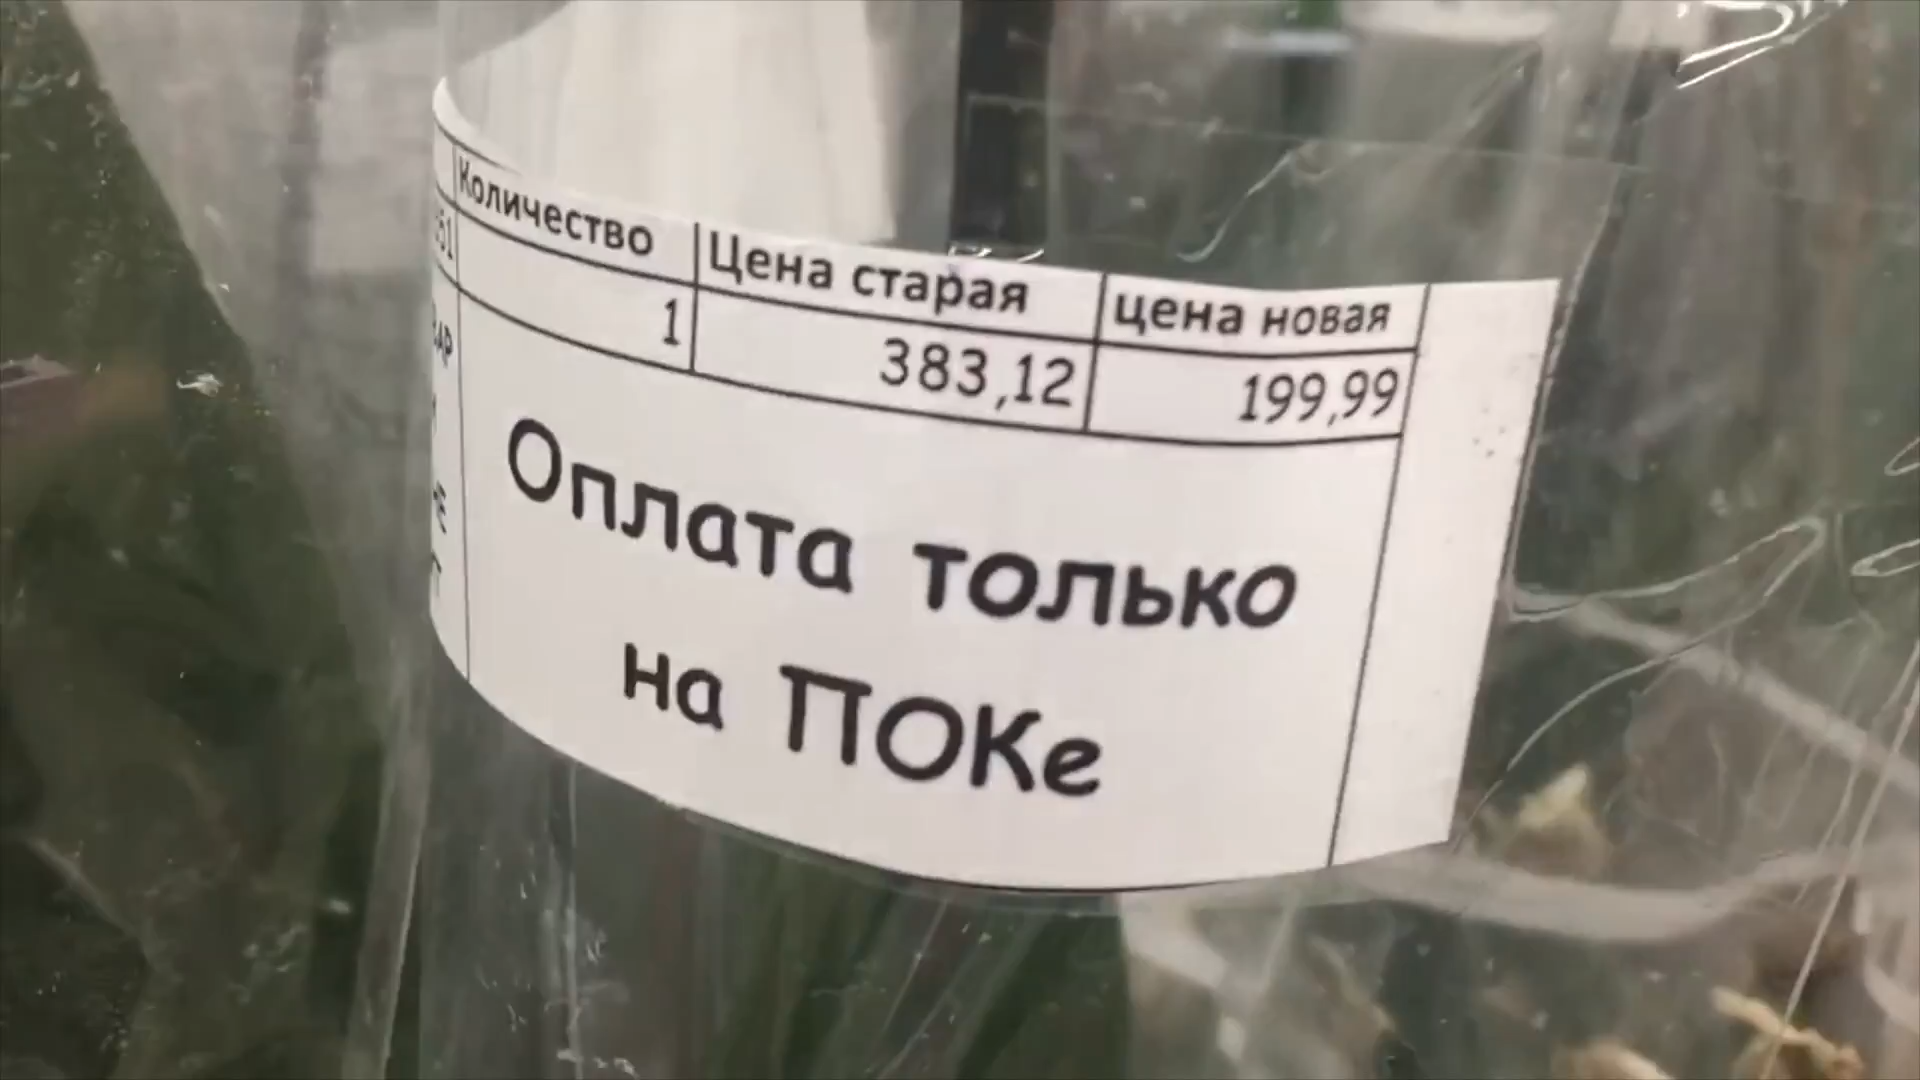 Количество Цена старая цена новая
1 383,12 199,99
Оплата только
на ПОКе